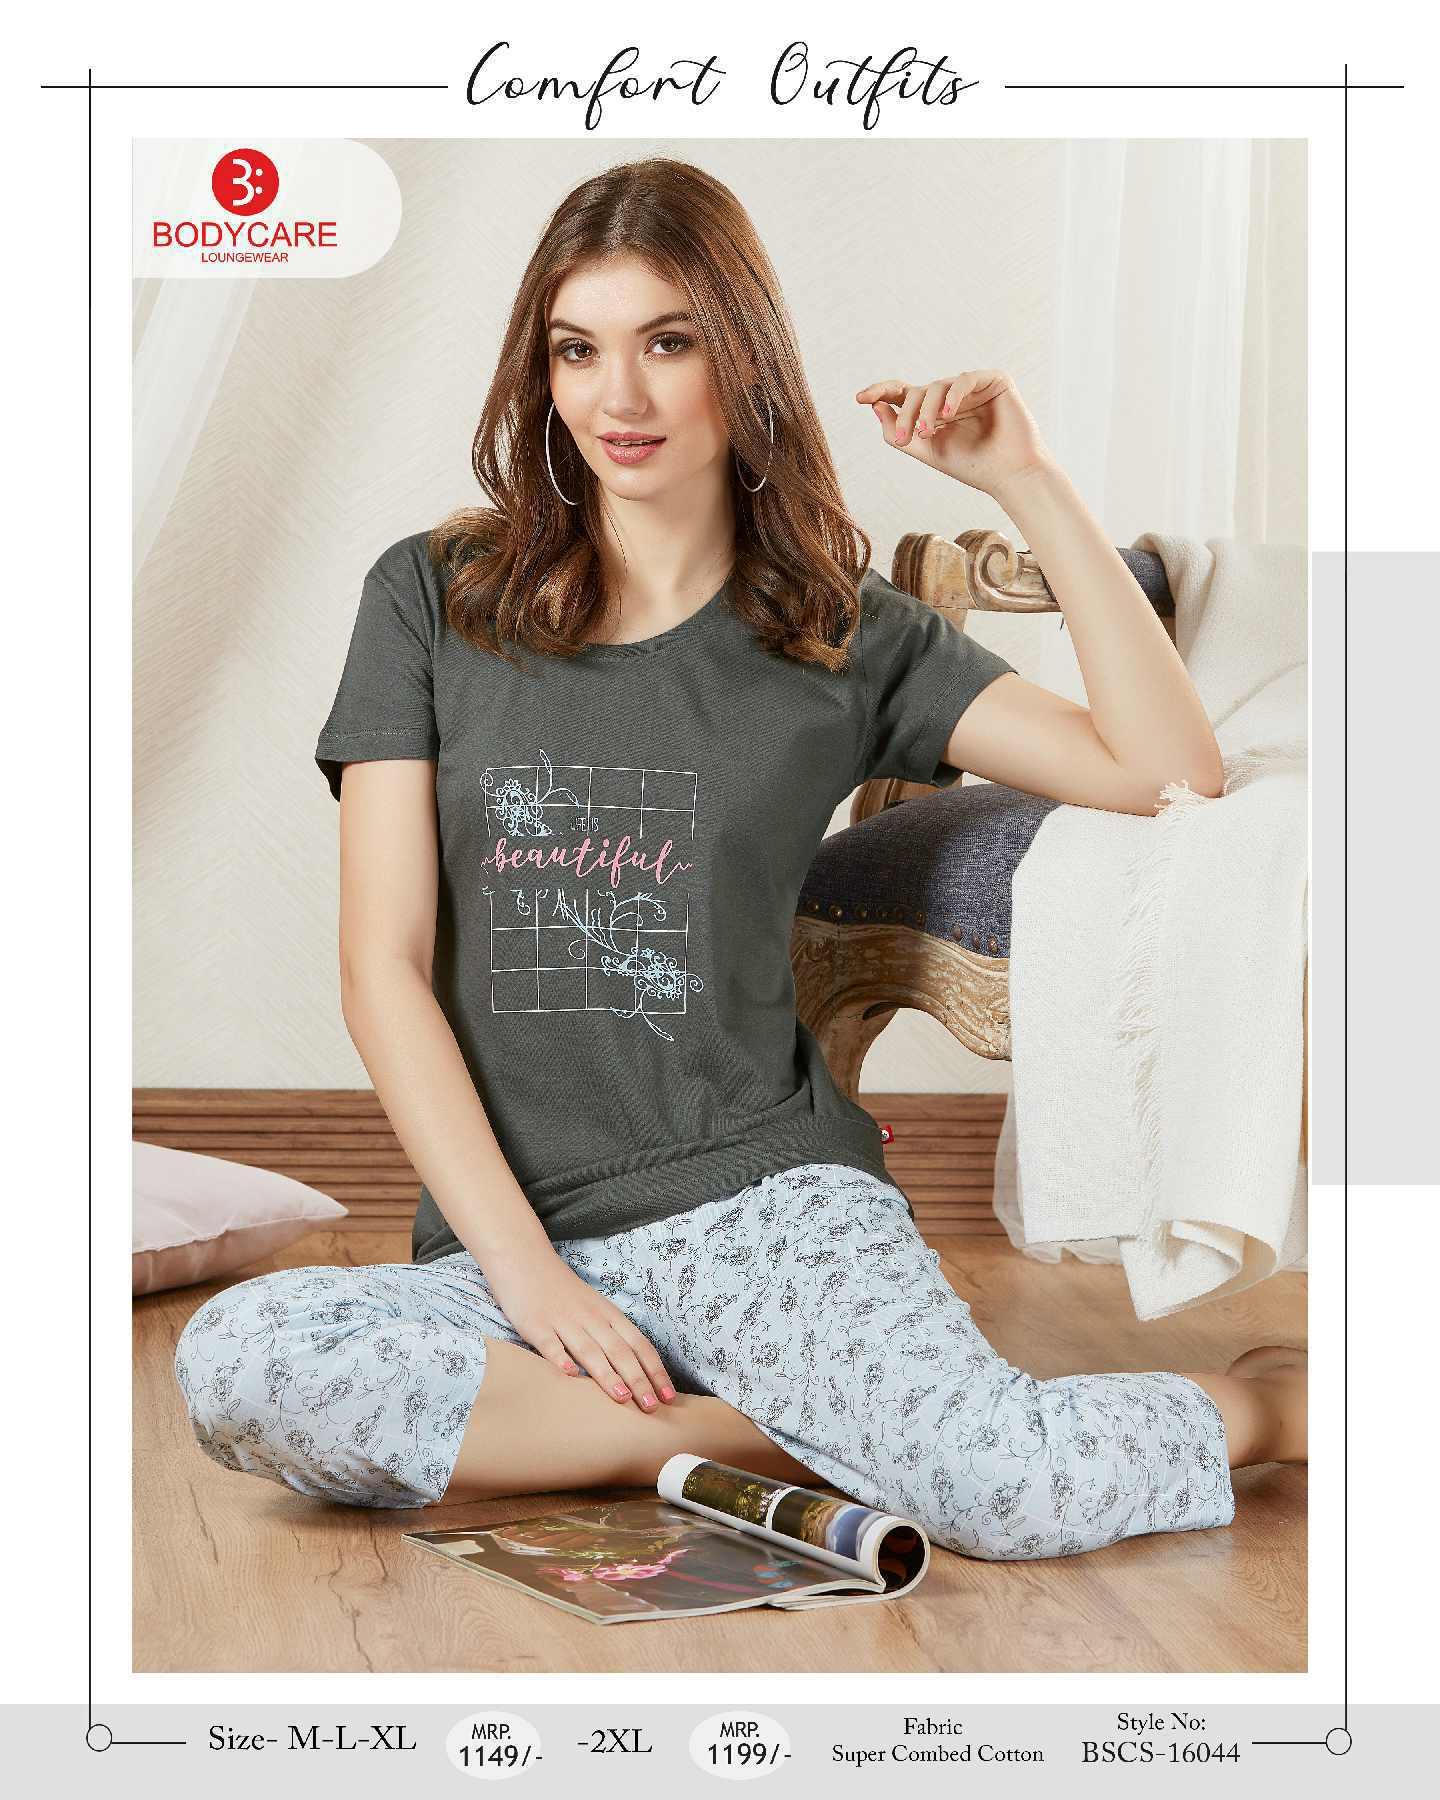 Comfort Outfits
B:
BODYCARE
LOUNGEWEAR
LIFE IS
beautiful
Size- M-L-XL
MRP.
1149/-
-2XL
MRP.
1199/-
Fabric
Super Combed Cotton
Style No:
BSCS-16044